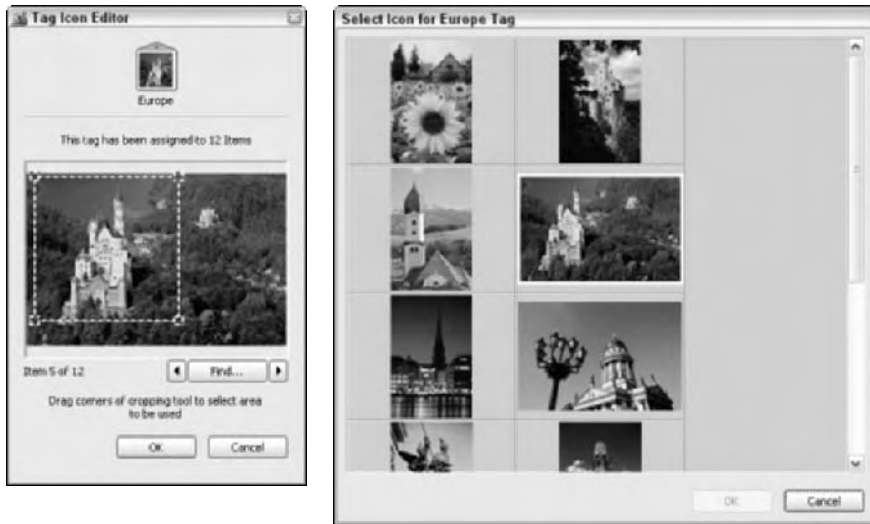 Tag Icon Editor
Europe
This tag has been assigned to 12 Items
Item 5 of 12
Find...
Drag corners of cropping tool to select area
to be used
OK
Cancel
Select Icon for Europe Tag
OK
Cancel